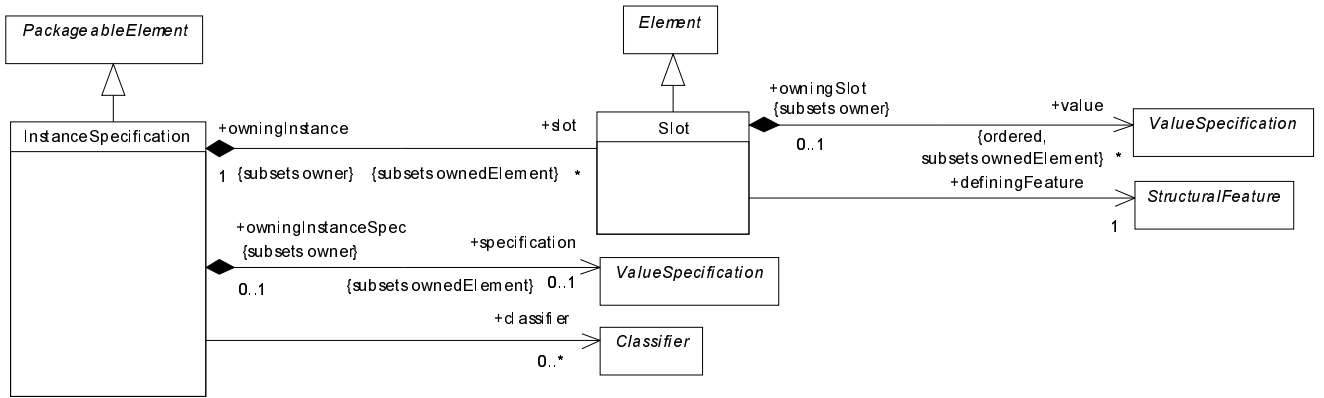 PackageableElement
Element
InstanceSpecification
+owningInstance
1 {subsets owner}
+slot
{subsets ownedElement} *
Slot
+owningSlot
{subsets owner}
0..1
+value
{ordered,
subsets ownedElement} *
ValueSpecification
+definingFeature
1
StructuralFeature
+owningInstanceSpec
{subsets owner}
0..1
+specification
{subsets ownedElement} 0..1
ValueSpecification
+classifier
0..*
Classifier